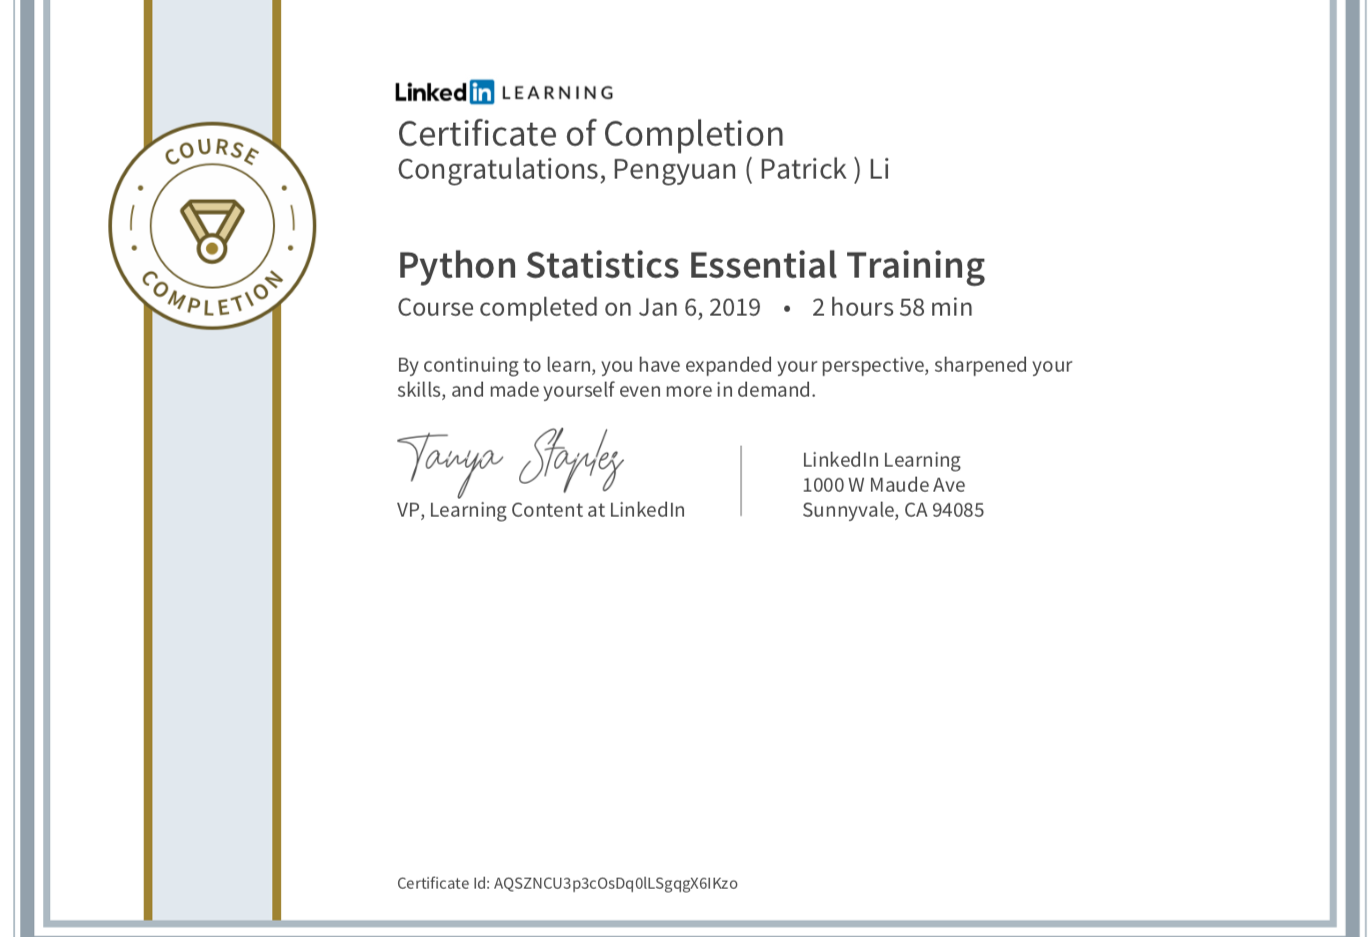 COURSE
COMPLETION
Linkedin LEARNING
Certificate of Completion
Congratulations, Pengyuan ( Patrick ) Li
Python Statistics Essential Training
Course completed on Jan 6, 2019 • 2 hours 58 min
By continuing to learn, you have expanded your perspective, sharpened your
skills, and made yourself even more in demand.
Tanya Staples
VP, Learning Content at LinkedIn
LinkedIn Learning
1000 W Maude Ave
Sunnyvale, CA 94085
Certificate Id: AQSZNCU3p3cOsDq0lLSgqgX6IKzo